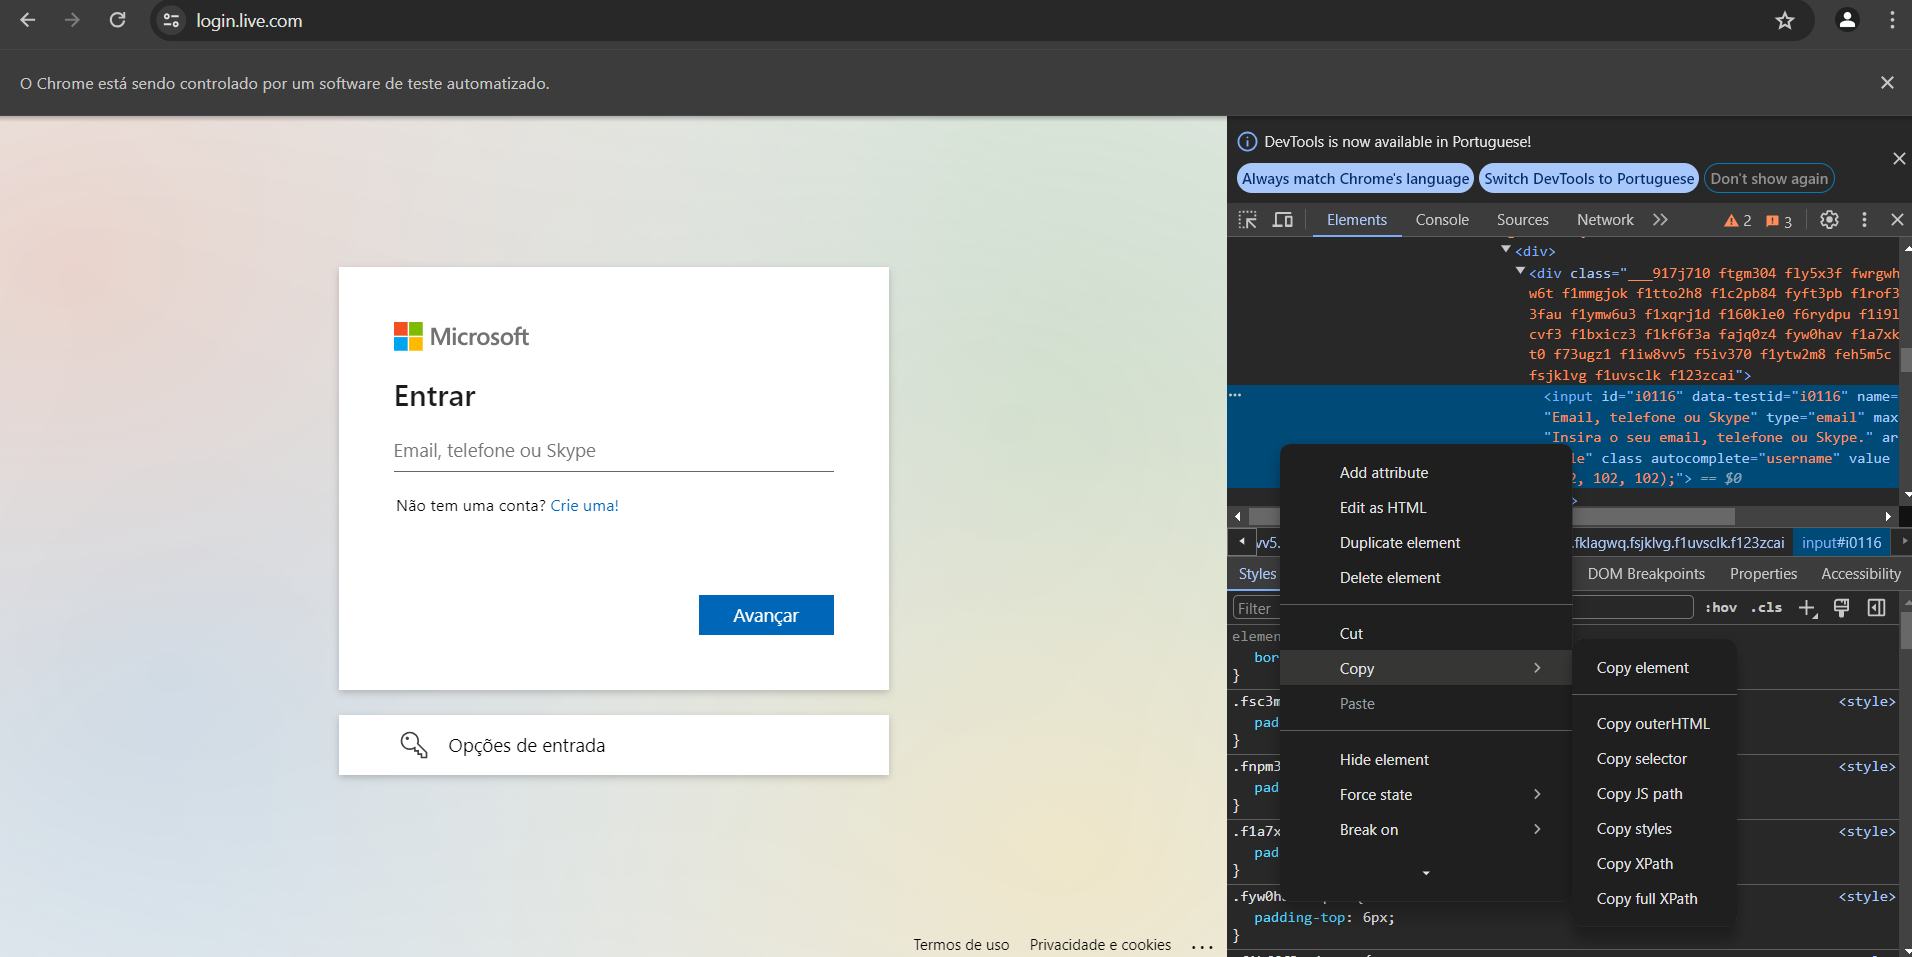 login.live.com
O Chrome está sendo controlado por um software de teste automatizado.
Microsoft
Entrar
Email, telefone ou Skype
Não tem uma conta? Crie uma!
Avançar
Opções de entrada
Termos de uso Privacidade e cookies ...
DevTools is now available in Portuguese!
Always match Chrome's language Switch DevTools to Portuguese Don't show again
Elements Console Sources Network 2 3
<div>
<div class="___917j710 ftgm304 fly5x3f fwrgwh
w6t f1mmgjok f1tto2h8 f1c2pb84 fyft3pb f1rof3
3fau f1ymw6u3 f1xqrj1d f160kle0 f6rydpu f1i9l
cvf3 f1bxicz3 f1kf6f3a fajq0z4 fyw0hav f1a7xk
t0 f73ugz1 f1iw8vv5 f5iv370 f1ytw2m8 feh5m5c
fsjklvg f1uvsclk f123zcai">
<input id="i0116" data-testid="i0116" name=
"Email, telefone ou Skype" type="email" max
"Insira o seu email, telefone ou Skype." ar
le" class autocomplete="username" value
2, 102, 102);"> == $0
>
vv5. .fklagwq.fsjklvg.f1uvsclk.f123zcai input#i0116
Styles DOM Breakpoints Properties Accessibility
Filter :hov .cls
elemen
bor
}
.fsc3m <style>
pad
}
.fnpm3 <style>
pad
}
.f1a7x <style>
pad
}
.fyw0h <style>
padding-top: 6px;
}
Add attribute
Edit as HTML
Duplicate element
Delete element
Cut
Copy
Paste
Hide element
Force state
Break on
Copy element
Copy outerHTML
Copy selector
Copy JS path
Copy styles
Copy XPath
Copy full XPath